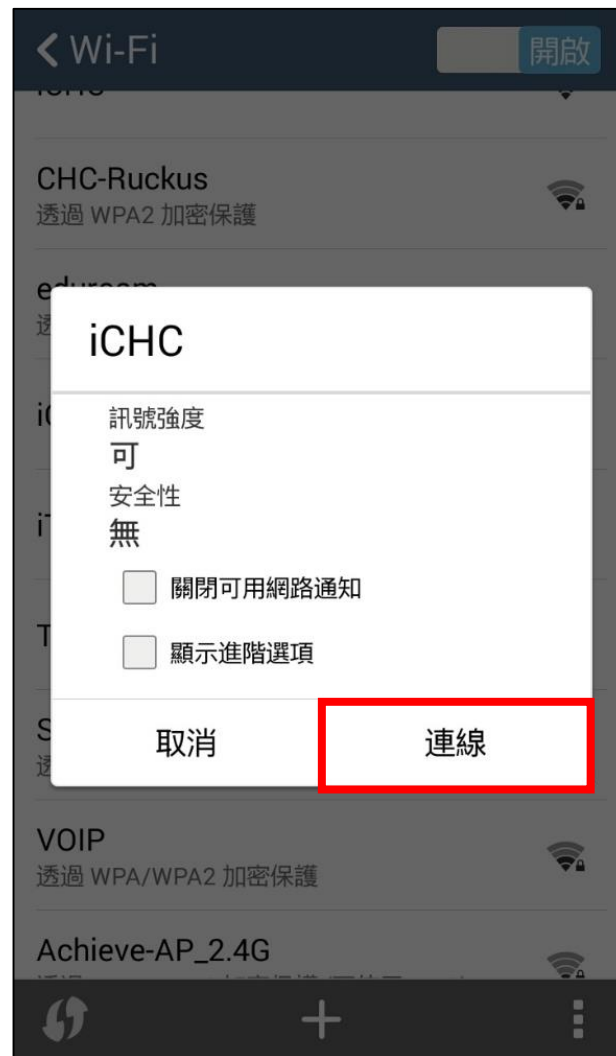 Wi-Fi
開啟
CHC-Ruckus
透過 WPA2 加密保護
eduroam
iCHC
訊號強度
可
安全性
無
關閉可用網路通知
顯示進階選項
取消
連線
VOIP
透過 WPA/WPA2 加密保護
Achieve-AP_2.4G